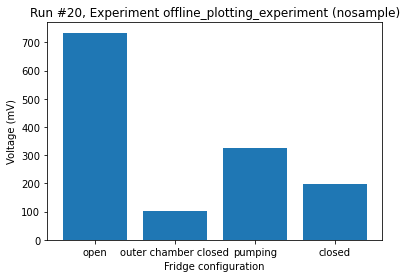 Run #20, Experiment offline_plotting_experiment (nosample)
Voltage (mV)
700
600
500
400
300
200
100
0
open outer chamber closed pumping closed
Fridge configuration